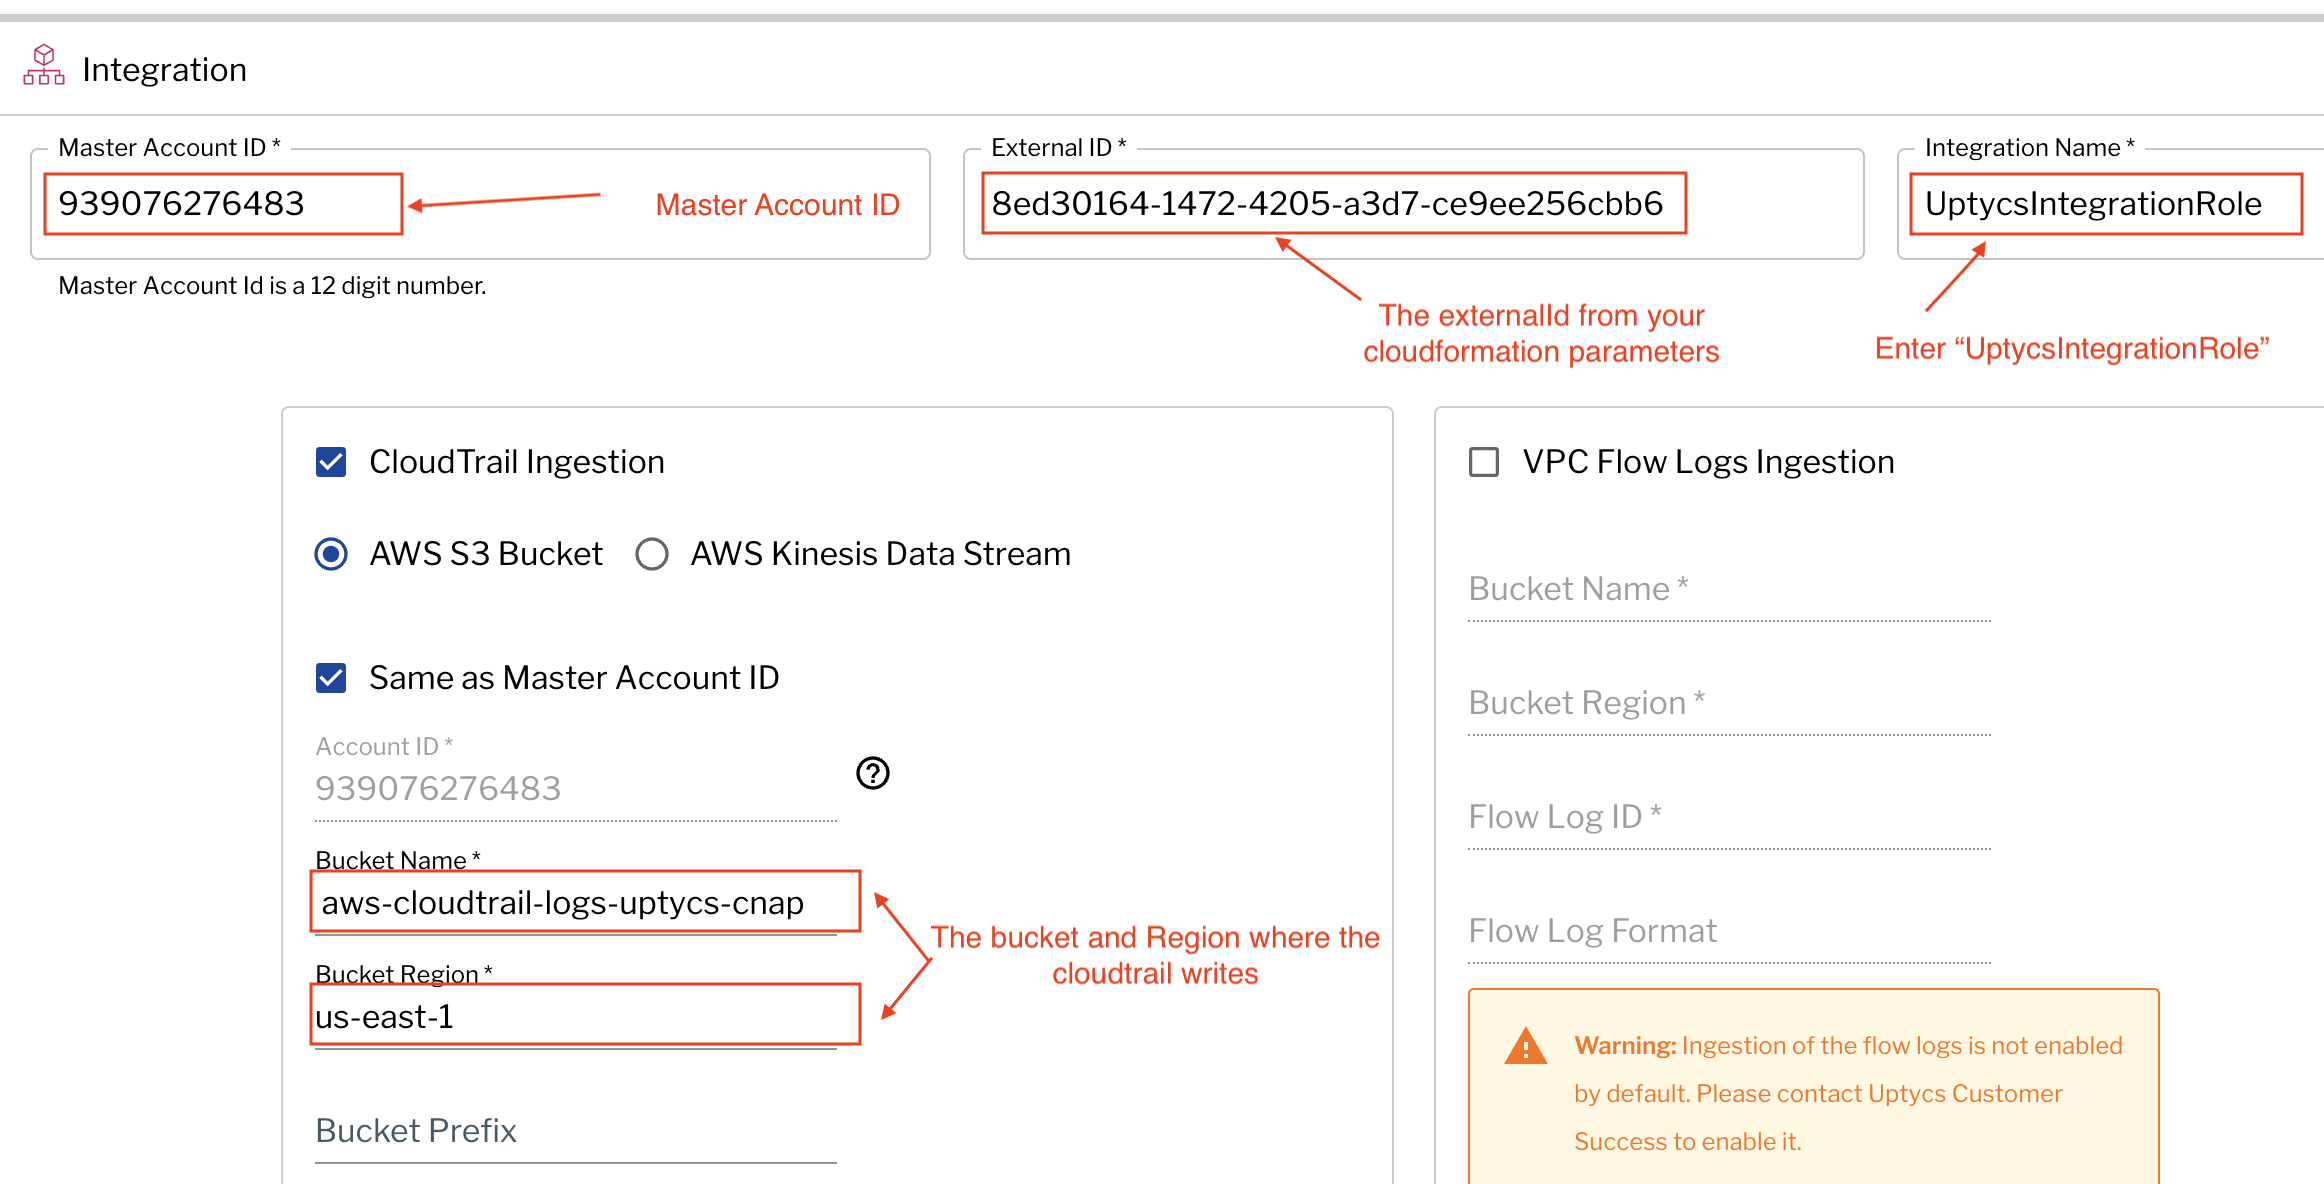 Integration
Master Account ID *
939076276483
Master Account ID
Master Account Id is a 12 digit number.
External ID *
8ed30164-1472-4205-a3d7-ce9ee256cbb6
The externalId from your
cloudformation parameters
Integration Name *
UptycsIntegrationRole
Enter “UptycsIntegrationRole”
CloudTrail Ingestion
AWS S3 Bucket
AWS Kinesis Data Stream
Same as Master Account ID
Account ID *
939076276483
?
Bucket Name *
aws-cloudtrail-logs-uptycs-cnap
Bucket Region *
us-east-1
The bucket and Region where the
cloudtrail writes
Bucket Prefix
VPC Flow Logs Ingestion
Bucket Name *
Bucket Region *
Flow Log ID *
Flow Log Format
Warning: Ingestion of the flow logs is not enabled
by default. Please contact Uptycs Customer
Success to enable it.